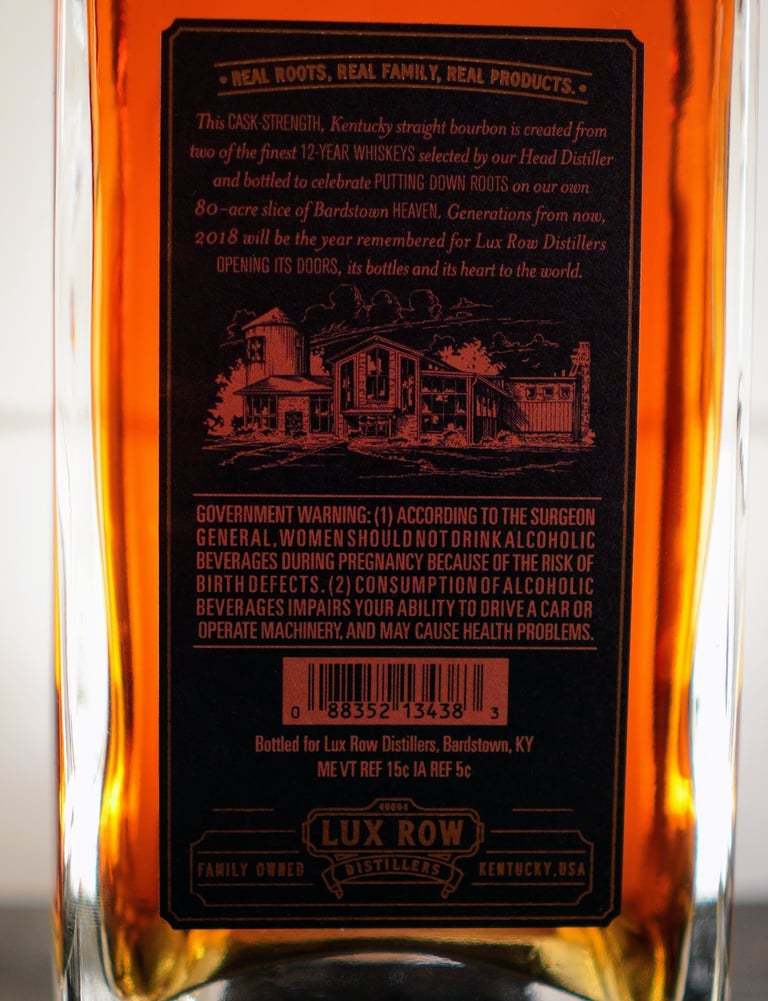 • REAL ROOTS, REAL FAMILY, REAL PRODUCTS. •
This CASK-STRENGTH, Kentucky straight bourbon is created from
two of the finest 12-YEAR WHISKEYS selected by our Head Distiller
and bottled to celebrate PUTTING DOWN ROOTS on our own
80-acre slice of Bardstown HEAVEN. Generations from now,
2018 will be the year remembered for Lux Row Distillers
OPENING ITS DOORS, its bottles and its heart to the world.
GOVERNMENT WARNING: (1) ACCORDING TO THE SURGEON
GENERAL, WOMEN SHOULD NOT DRINK ALCOHOLIC
BEVERAGES DURING PREGNANCY BECAUSE OF THE RISK OF
BIRTH DEFECTS. (2) CONSUMPTION OF ALCOHOLIC
BEVERAGES IMPAIRS YOUR ABILITY TO DRIVE A CAR OR
OPERATE MACHINERY, AND MAY CAUSE HEALTH PROBLEMS.
0 88352 13438 3
Bottled for Lux Row Distillers, Bardstown, KY
ME VT REF 15¢ IA REF 5¢
40004
LUX ROW
FAMILY OWNED DISTILLERS KENTUCKY, USA